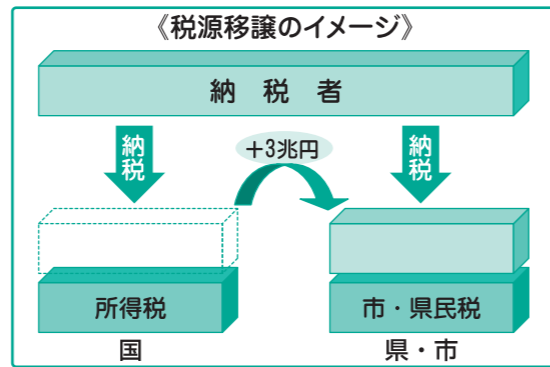 《税源移譲のイメージ》
納税者
納税
+3兆円
納税
所得税
市・県民税
国
県・市